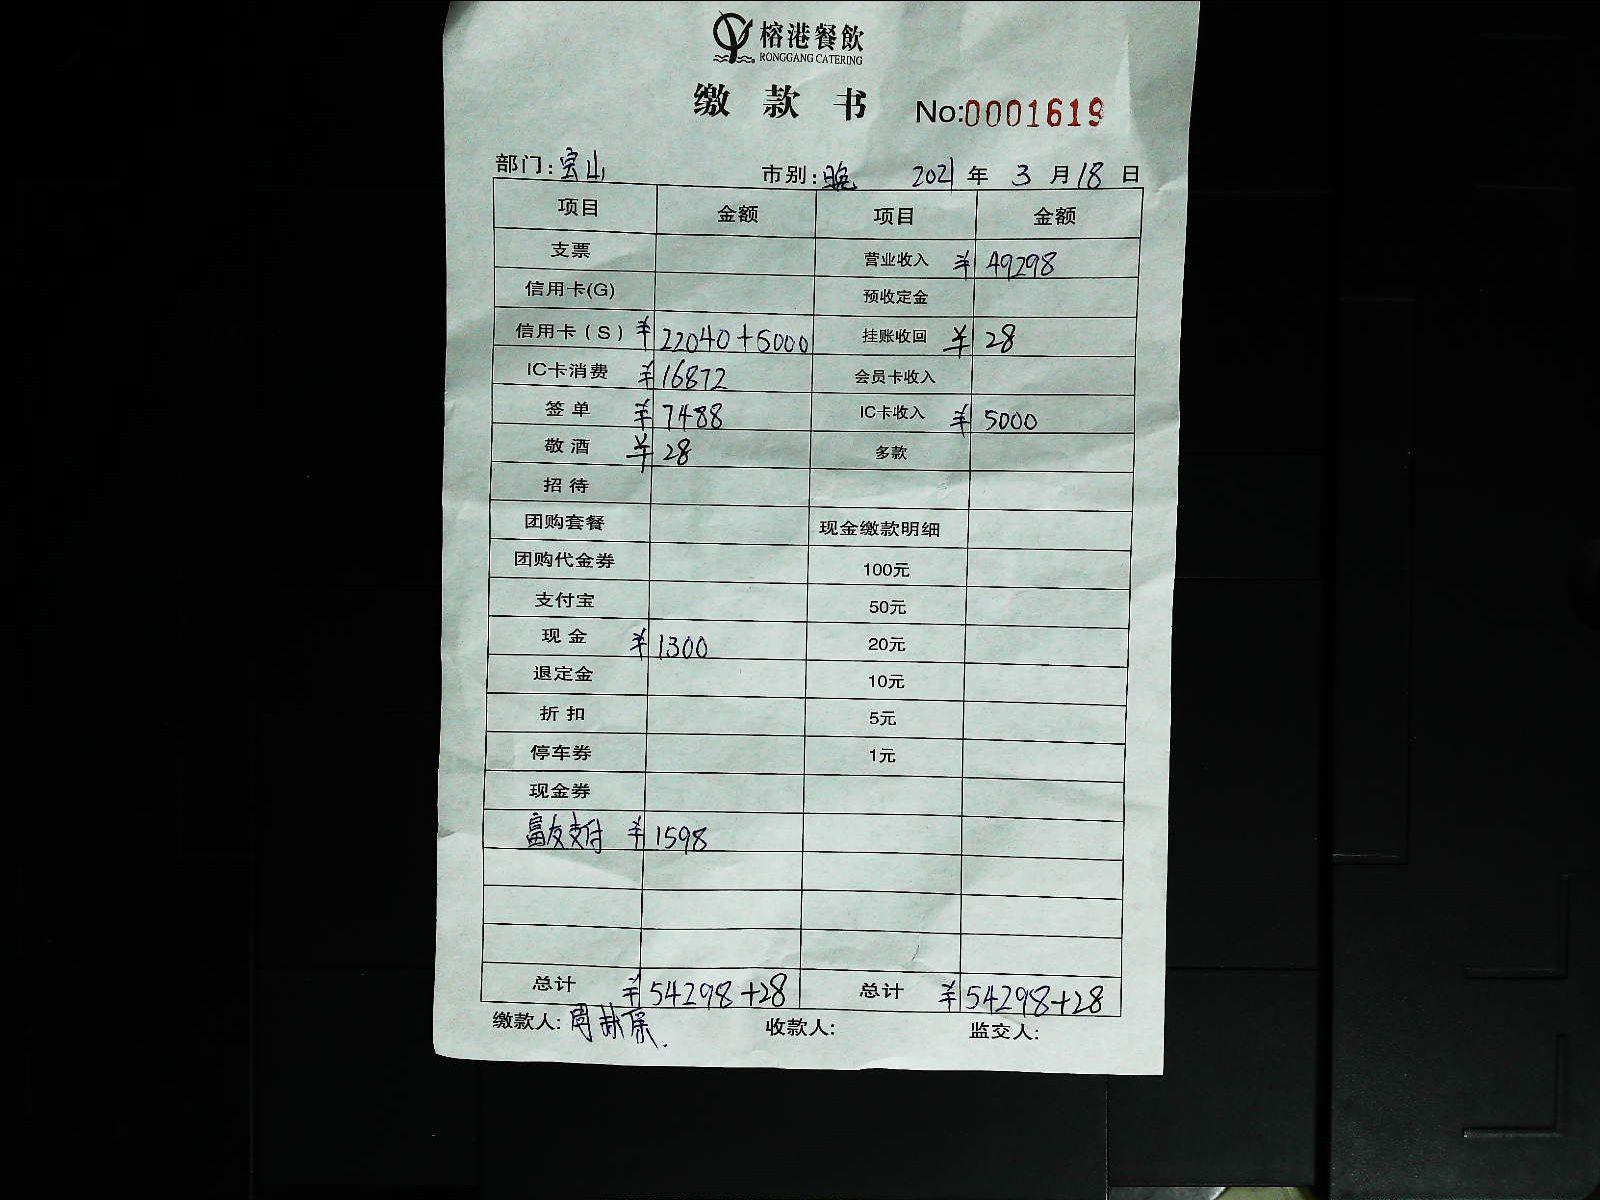 榕港餐飲
RONGGANG CATERING
缴 款 书 No:0001619
部门: 宝山 市别: 晚 2021 年 3 月 18 日
项目 金额 项目 金额
支票 营业收入 ¥ 49298
信用卡(G) 预收定金
信用卡（S） ¥ 22040+5000 挂账收回 ¥ 28
IC卡消费 ¥ 16872 会员卡收入
签 单 ¥ 7488 IC卡收入 ¥ 5000
敬 酒 ¥ 28 多款
招 待
团购套餐 现金缴款明细
团购代金券 100元
支付宝 50元
现 金 ¥ 1300 20元
退定金 10元
折 扣 5元
停车券 1元
现金券
富友支付 ¥ 1598
总计 ¥ 54298+28 总计 ¥ 54298+28
缴款人: 周 收款人: 监交人: